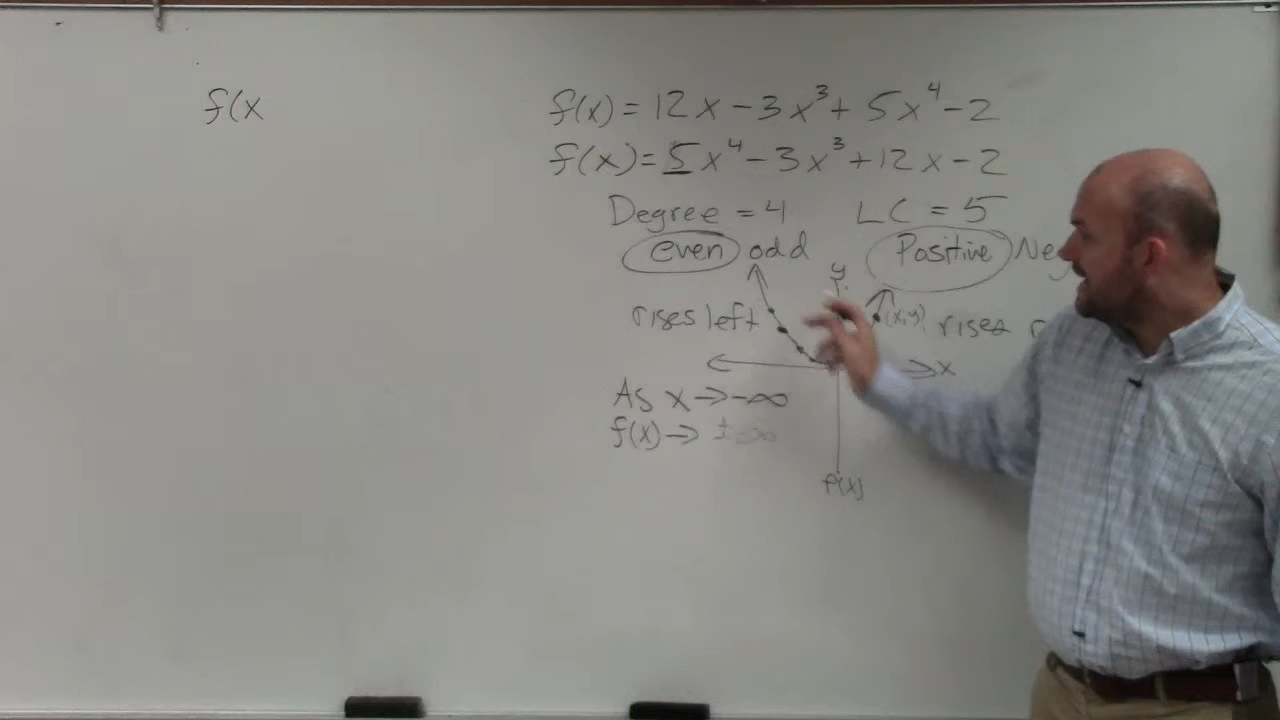 f(x
f(x) = 12x - 3x³ + 5x⁴ - 2
f(x) = 5x⁴ - 3x³ + 12x - 2
Degree = 4 LC = 5
even odd Positive
y
rises left (x,y) rises
x
As x → -∞
f(x) → ±∞
f(x)